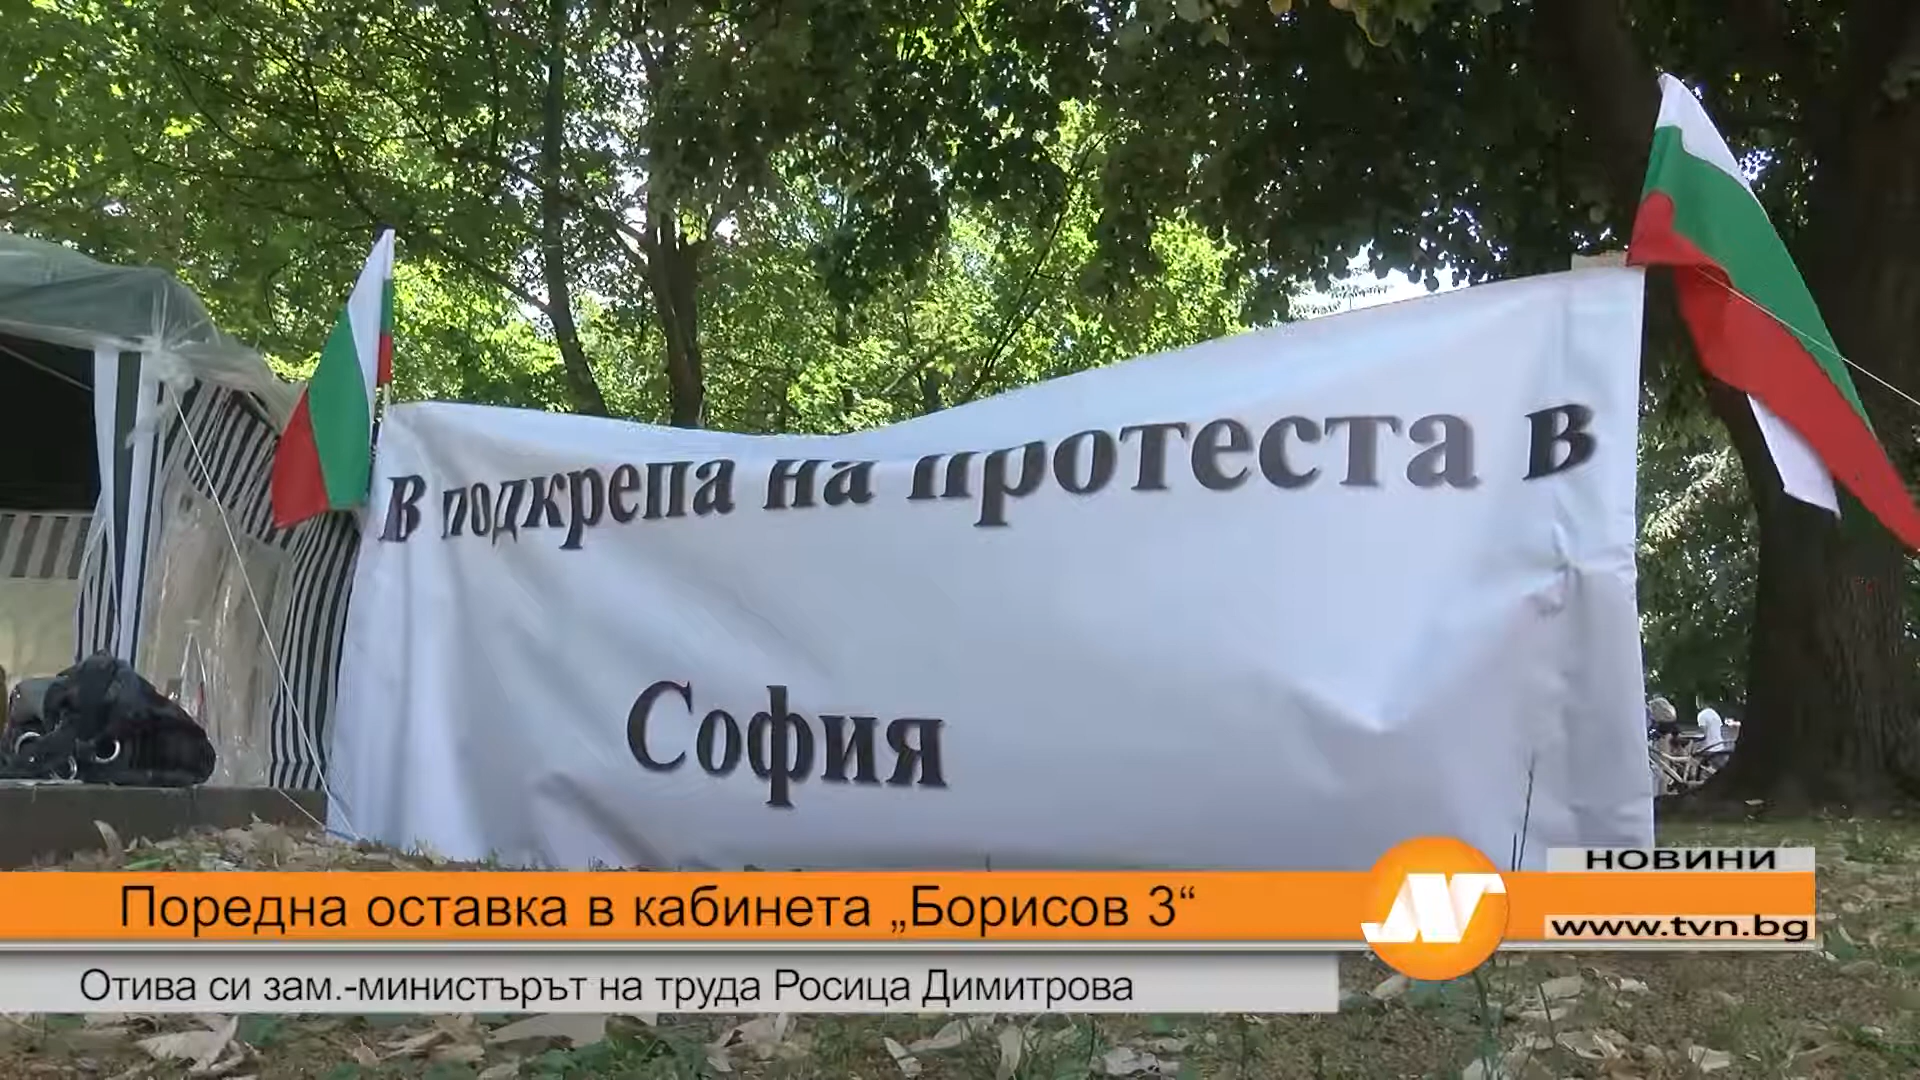 В подкрепа на протеста в
София
НОВИНИ
Поредна оставка в кабинета „Борисов 3“
www.tvn.bg
Отива си зам.-министърът на труда Росица Димитрова